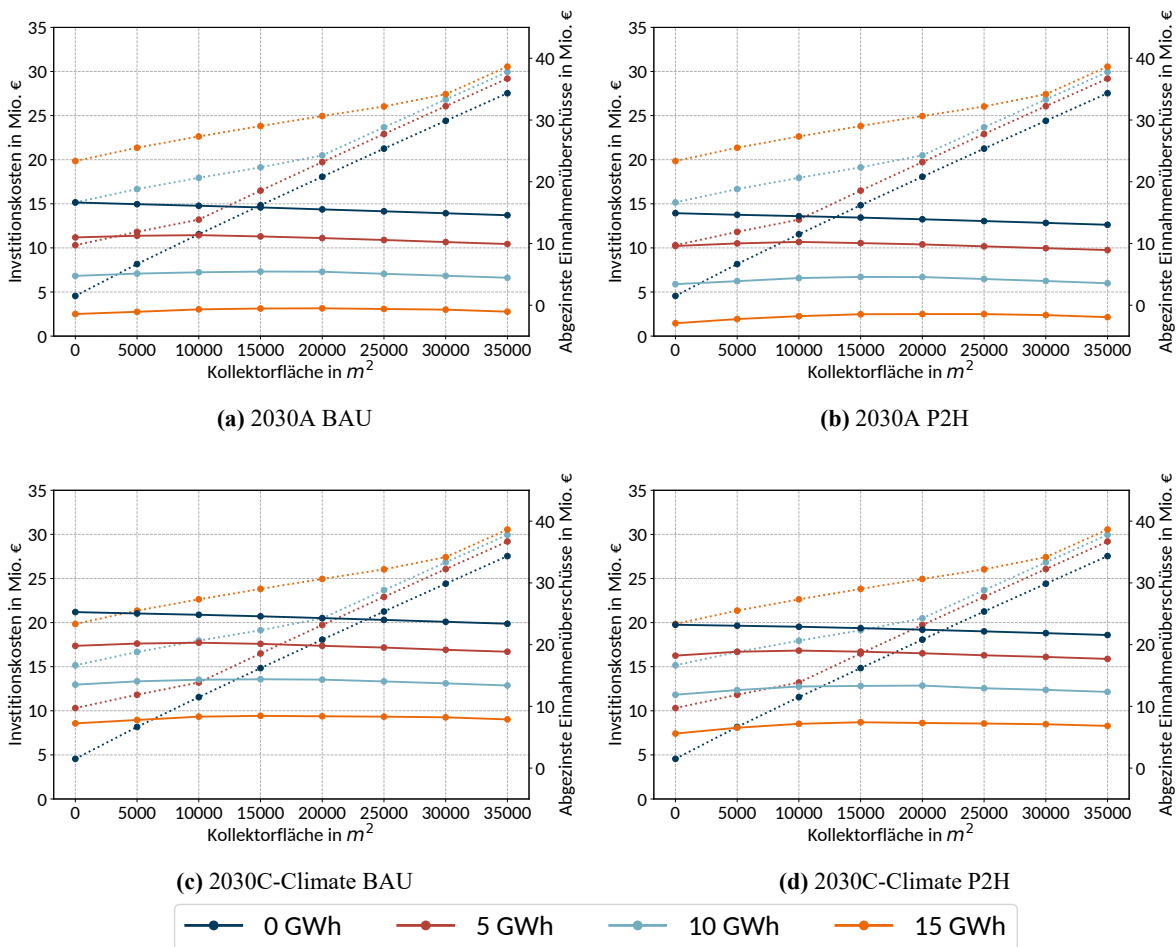 35
30
25
20
15
10
5
0
Invstitionskosten in Mio. €
40
30
20
10
0
Abgezinste Einnahmenüberschüsse in Mio. €
0 5000 10000 15000 20000 25000 30000 35000
Kollektorfläche in m²
(a) 2030A BAU
35
30
25
20
15
10
5
0
Invstitionskosten in Mio. €
40
30
20
10
0
Abgezinste Einnahmenüberschüsse in Mio. €
0 5000 10000 15000 20000 25000 30000 35000
Kollektorfläche in m²
(b) 2030A P2H
35
30
25
20
15
10
5
0
Invstitionskosten in Mio. €
40
30
20
10
0
Abgezinste Einnahmenüberschüsse in Mio. €
0 5000 10000 15000 20000 25000 30000 35000
Kollektorfläche in m²
(c) 2030C-Climate BAU
35
30
25
20
15
10
5
0
Invstitionskosten in Mio. €
40
30
20
10
0
Abgezinste Einnahmenüberschüsse in Mio. €
0 5000 10000 15000 20000 25000 30000 35000
Kollektorfläche in m²
(d) 2030C-Climate P2H
0 GWh 5 GWh 10 GWh 15 GWh